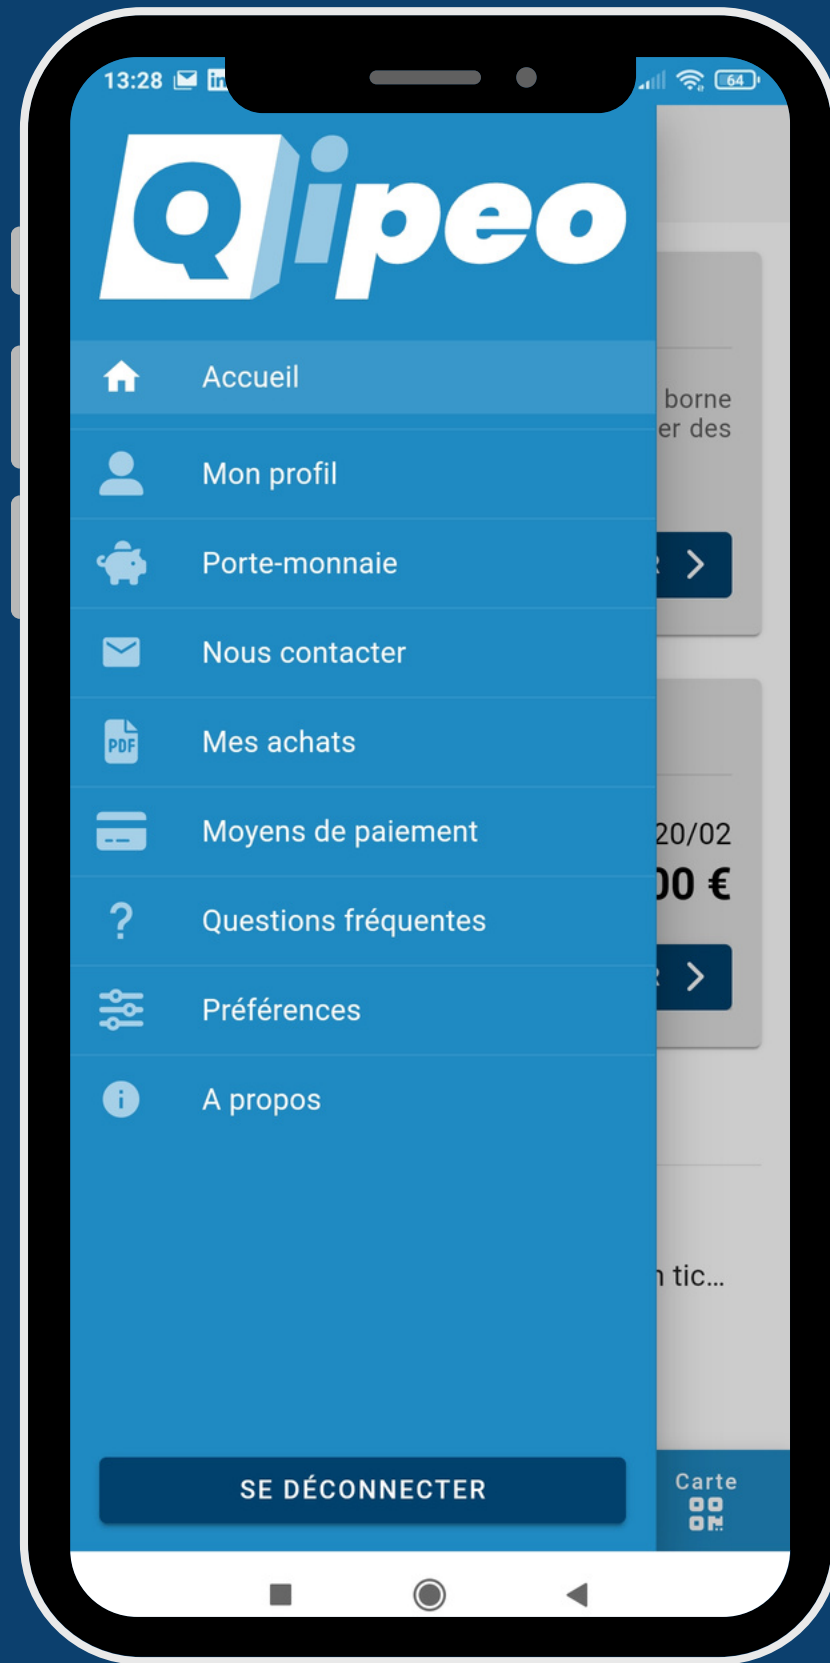 13:28
64
Qipeo
Accueil
borne
er des
Mon profil
Porte-monnaie
Nous contacter
PDF
Mes achats
Moyens de paiement
20/02
00 €
?
Questions fréquentes
Préférences
A propos
n tic...
SE DÉCONNECTER
Carte